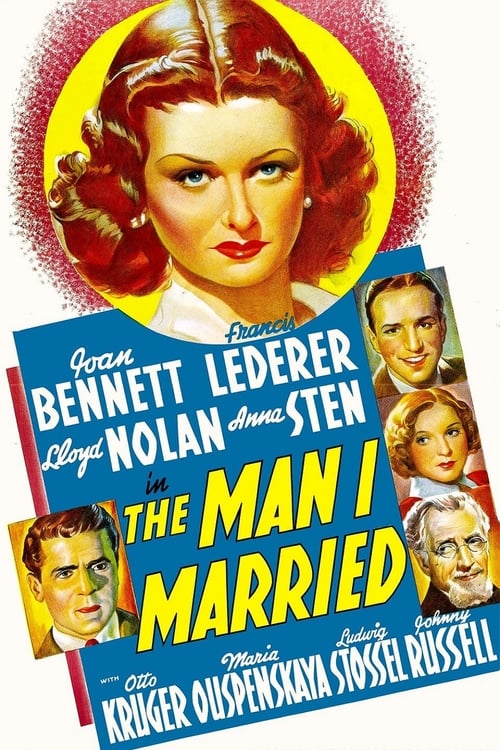 Joan BENNETT Francis LEDERER
Lloyd NOLAN Anna STEN
in
THE MAN I
MARRIED
WITH Otto KRUGER Maria OUSPENSKAYA Ludwig STOSSEL Johnny RUSSELL